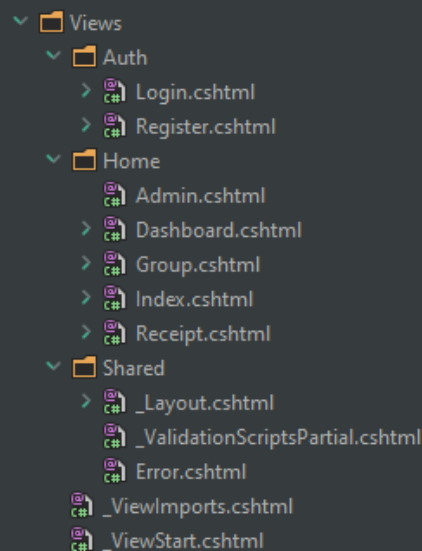 Views
Auth
Login.cshtml
Register.cshtml
Home
Admin.cshtml
Dashboard.cshtml
Group.cshtml
Index.cshtml
Receipt.cshtml
Shared
_Layout.cshtml
_ValidationScriptsPartial.cshtml
Error.cshtml
_ViewImports.cshtml
_ViewStart.cshtml